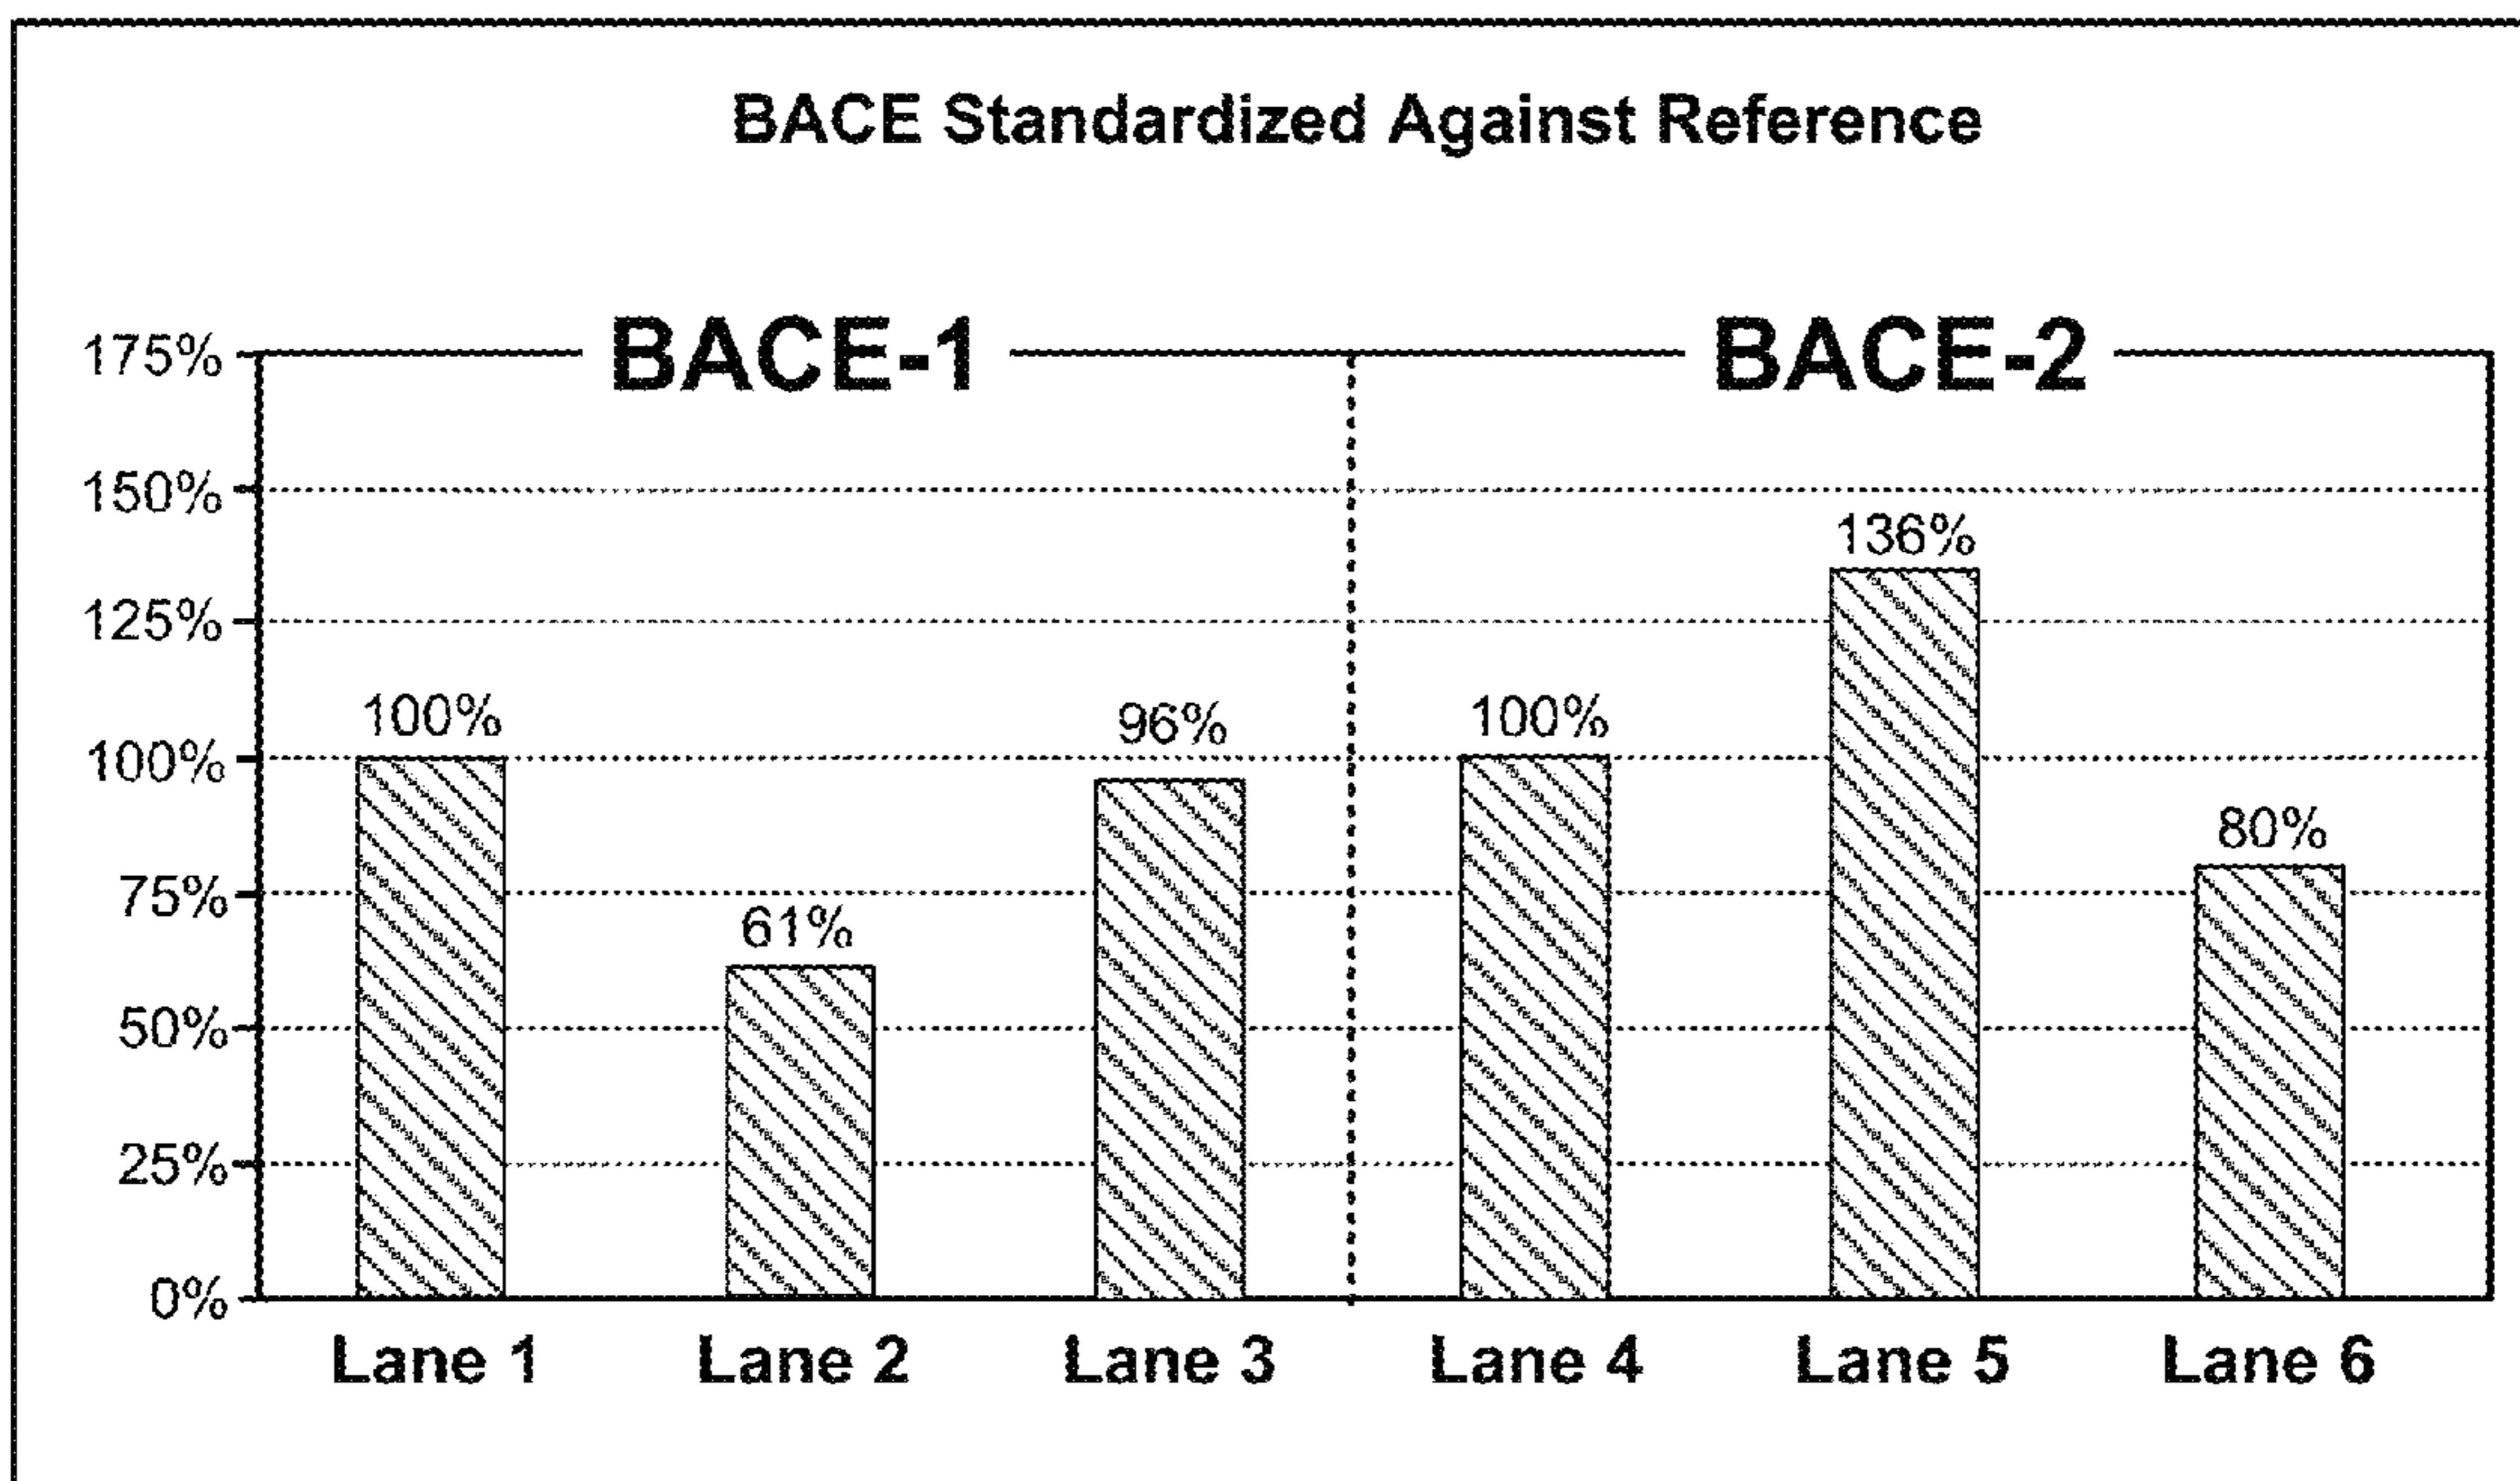 BACE Standardized Against Reference
BACE-1 BACE-2
175%
150%
136%
125%
100% 96% 100%
100%
80%
75%
61%
50%
25%
0%
Lane 1 Lane 2 Lane 3 Lane 4 Lane 5 Lane 6